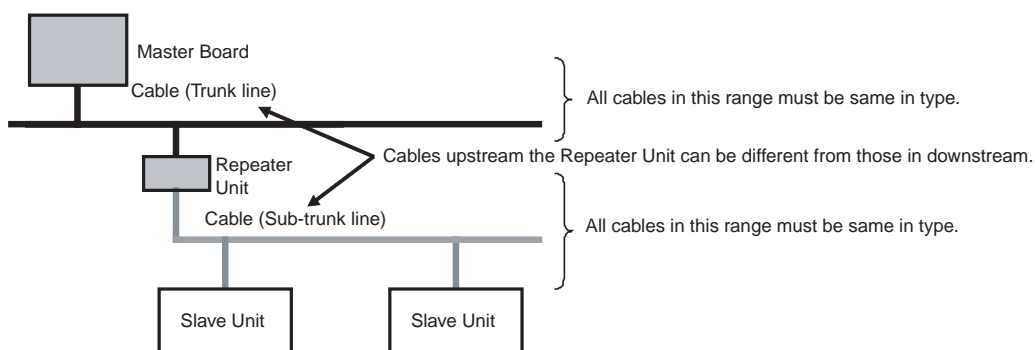 Master Board
Cable (Trunk line)
All cables in this range must be same in type.
Cables upstream the Repeater Unit can be different from those in downstream.
Repeater
Unit
Cable (Sub-trunk line)
All cables in this range must be same in type.
Slave Unit
Slave Unit